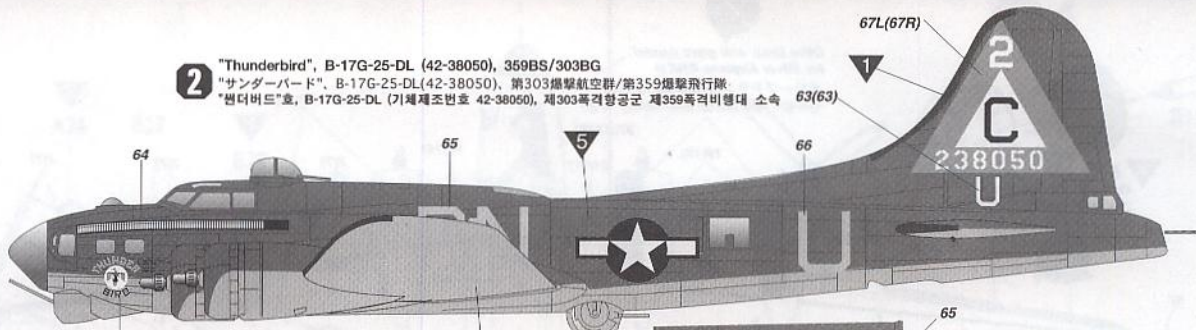 2 "Thunderbird", B-17G-25-DL (42-38050), 359BS/303BG
"サンダーバード"、B-17G-25-DL(42-38050)、第303爆撃航空群/第359爆撃飛行隊
"썬더버드"호, B-17G-25-DL (기체제조번호 42-38050), 제303폭격항공군 제359폭격비행대 소속
67L(67R)
1
63(63)
2
C
238050
U
64
65
5
66
U
THUNDER
BIRD
65